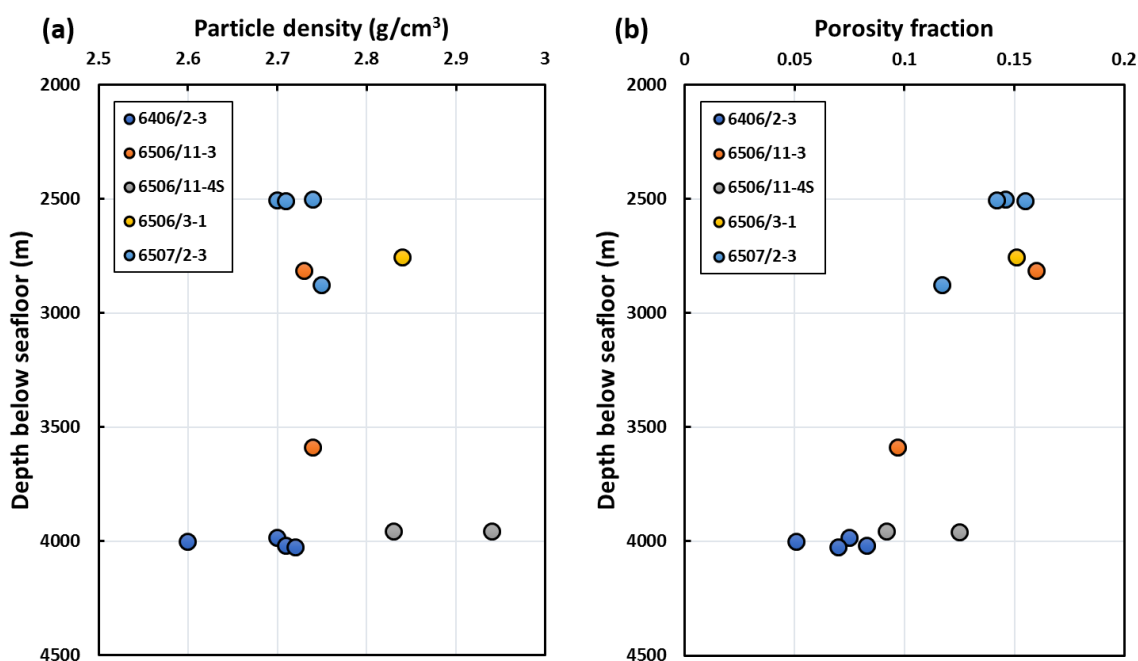 (a)
Particle density (g/cm³)
2.5 2.6 2.7 2.8 2.9 3
Depth below seafloor (m)
2000
2500
3000
3500
4000
4500
6406/2-3
6506/11-3
6506/11-4S
6506/3-1
6507/2-3
(b)
Porosity fraction
0 0.05 0.1 0.15 0.2
Depth below seafloor (m)
2000
2500
3000
3500
4000
4500
6406/2-3
6506/11-3
6506/11-4S
6506/3-1
6507/2-3